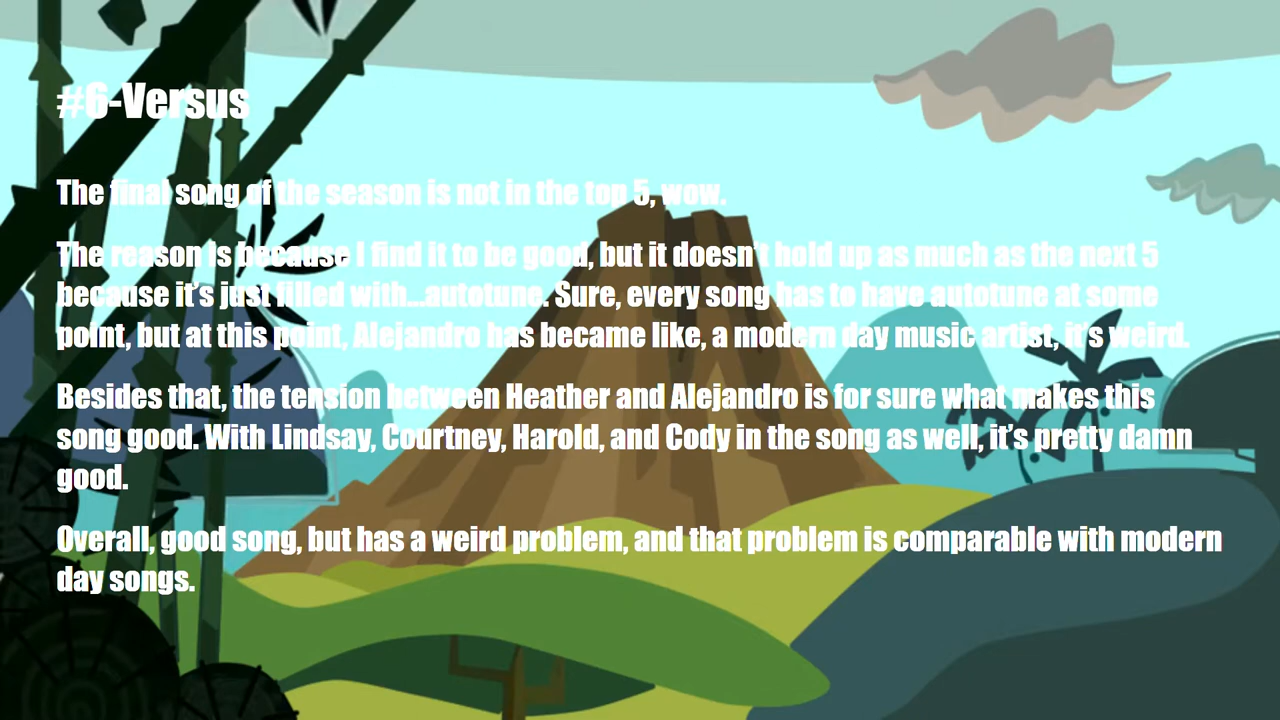 #6-Versus
The final song of the season is not in the top 5, wow.
The reason is because I find it to be good, but it doesn't hold up as much as the next 5
because it's just filled with...autotune. Sure, every song has to have autotune at some
point, but at this point, Alejandro has became like, a modern day music artist, it's weird.
Besides that, the tension between Heather and Alejandro is for sure what makes this
song good. With Lindsay, Courtney, Harold, and Cody in the song as well, it's pretty damn
good.
Overall, good song, but has a weird problem, and that problem is comparable with modern
day songs.